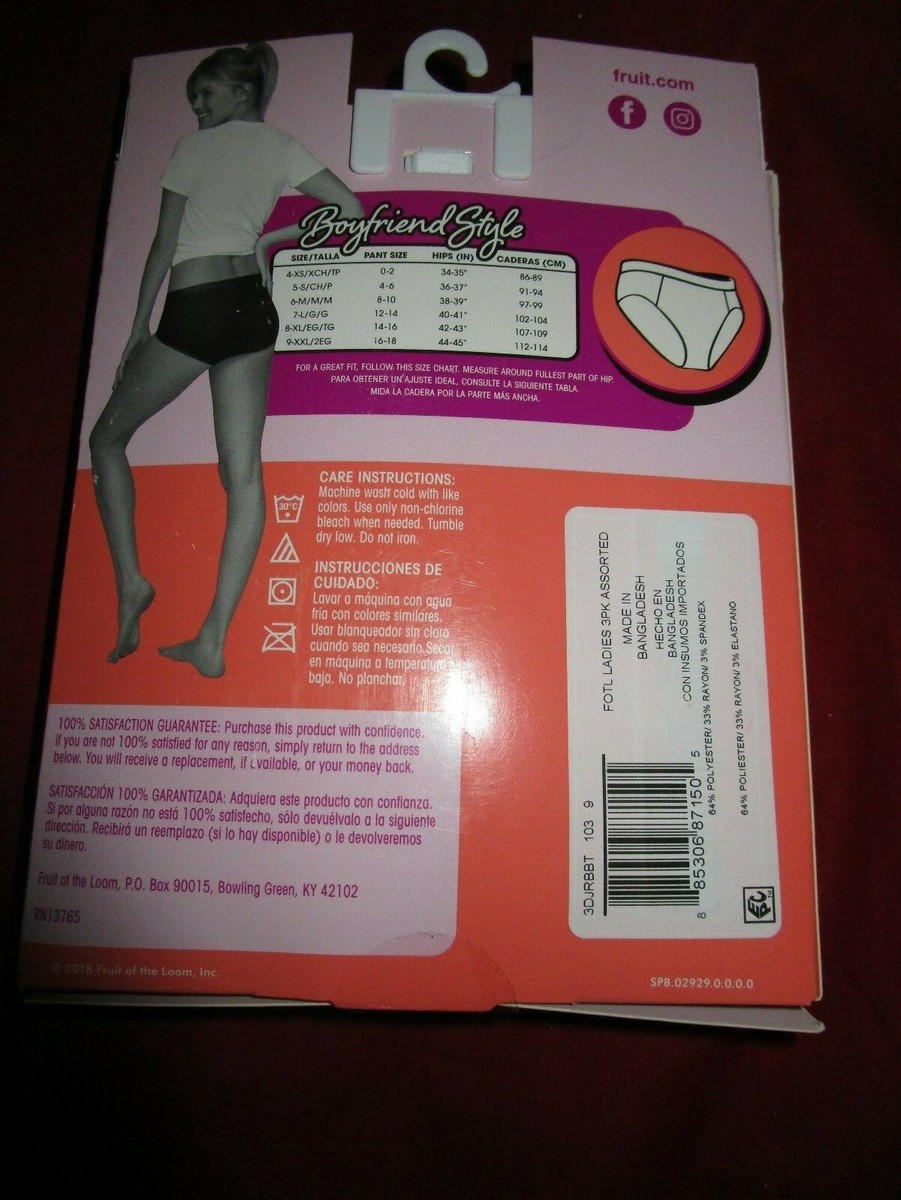 fruit.com
Boyfriend Style
SIZE/TALLA PANT SIZE HIPS (IN) CADERAS (CM)
4-XS/XCH/TP 0-2 34-35" 86-89
5-S/CH/P 4-6 36-37" 91-94
6-M/M/M 8-10 38-39" 97-99
7-L/G/G 12-14 40-41" 102-104
8-XL/EG/TG 14-16 42-43" 107-109
9-XXL/2EG 16-18 44-45" 112-114
FOR A GREAT FIT, FOLLOW THIS SIZE CHART. MEASURE AROUND FULLEST PART OF HIP.
PARA OBTENER UN AJUSTE IDEAL, CONSULTE LA SIGUIENTE TABLA.
MIDA LA CADERA POR LA PARTE MÁS ANCHA.
CARE INSTRUCTIONS:
Machine wash cold with like
colors. Use only non-chlorine
bleach when needed. Tumble
dry low. Do not iron.
30°C
INSTRUCCIONES DE
CUIDADO:
Lavar a máquina con agua
fría con colores similares.
Usar blanqueador sin cloro
cuando sea necesario. Secar
en máquina a temperatura
baja. No planchar.
100% SATISFACTION GUARANTEE: Purchase this product with confidence.
If you are not 100% satisfied for any reason, simply return to the address
below. You will receive a replacement, if available, or your money back.
SATISFACCIÓN 100% GARANTIZADA: Adquiera este producto con confianza.
Si por alguna razón no está 100% satisfecho, sólo devuélvalo a la siguiente
dirección. Recibirá un reemplazo (si lo hay disponible) o le devolveremos
su dinero.
Fruit of the Loom, P.O. Box 90015, Bowling Green, KY 42102
RN13765
© 2018 Fruit of the Loom, Inc.
FOTL LADIES 3PK ASSORTED
MADE IN
BANGLADESH
HECHO EN
BANGLADESH
CON INSUMOS IMPORTADOS
64% POLYESTER/ 33% RAYON/ 3% SPANDEX
64% POLIESTER/ 33% RAYON/ 3% ELASTANO
3DJRBBT 103 9
8 85306 87150 5
EPC TM
SPB.02929.0.0.0.0